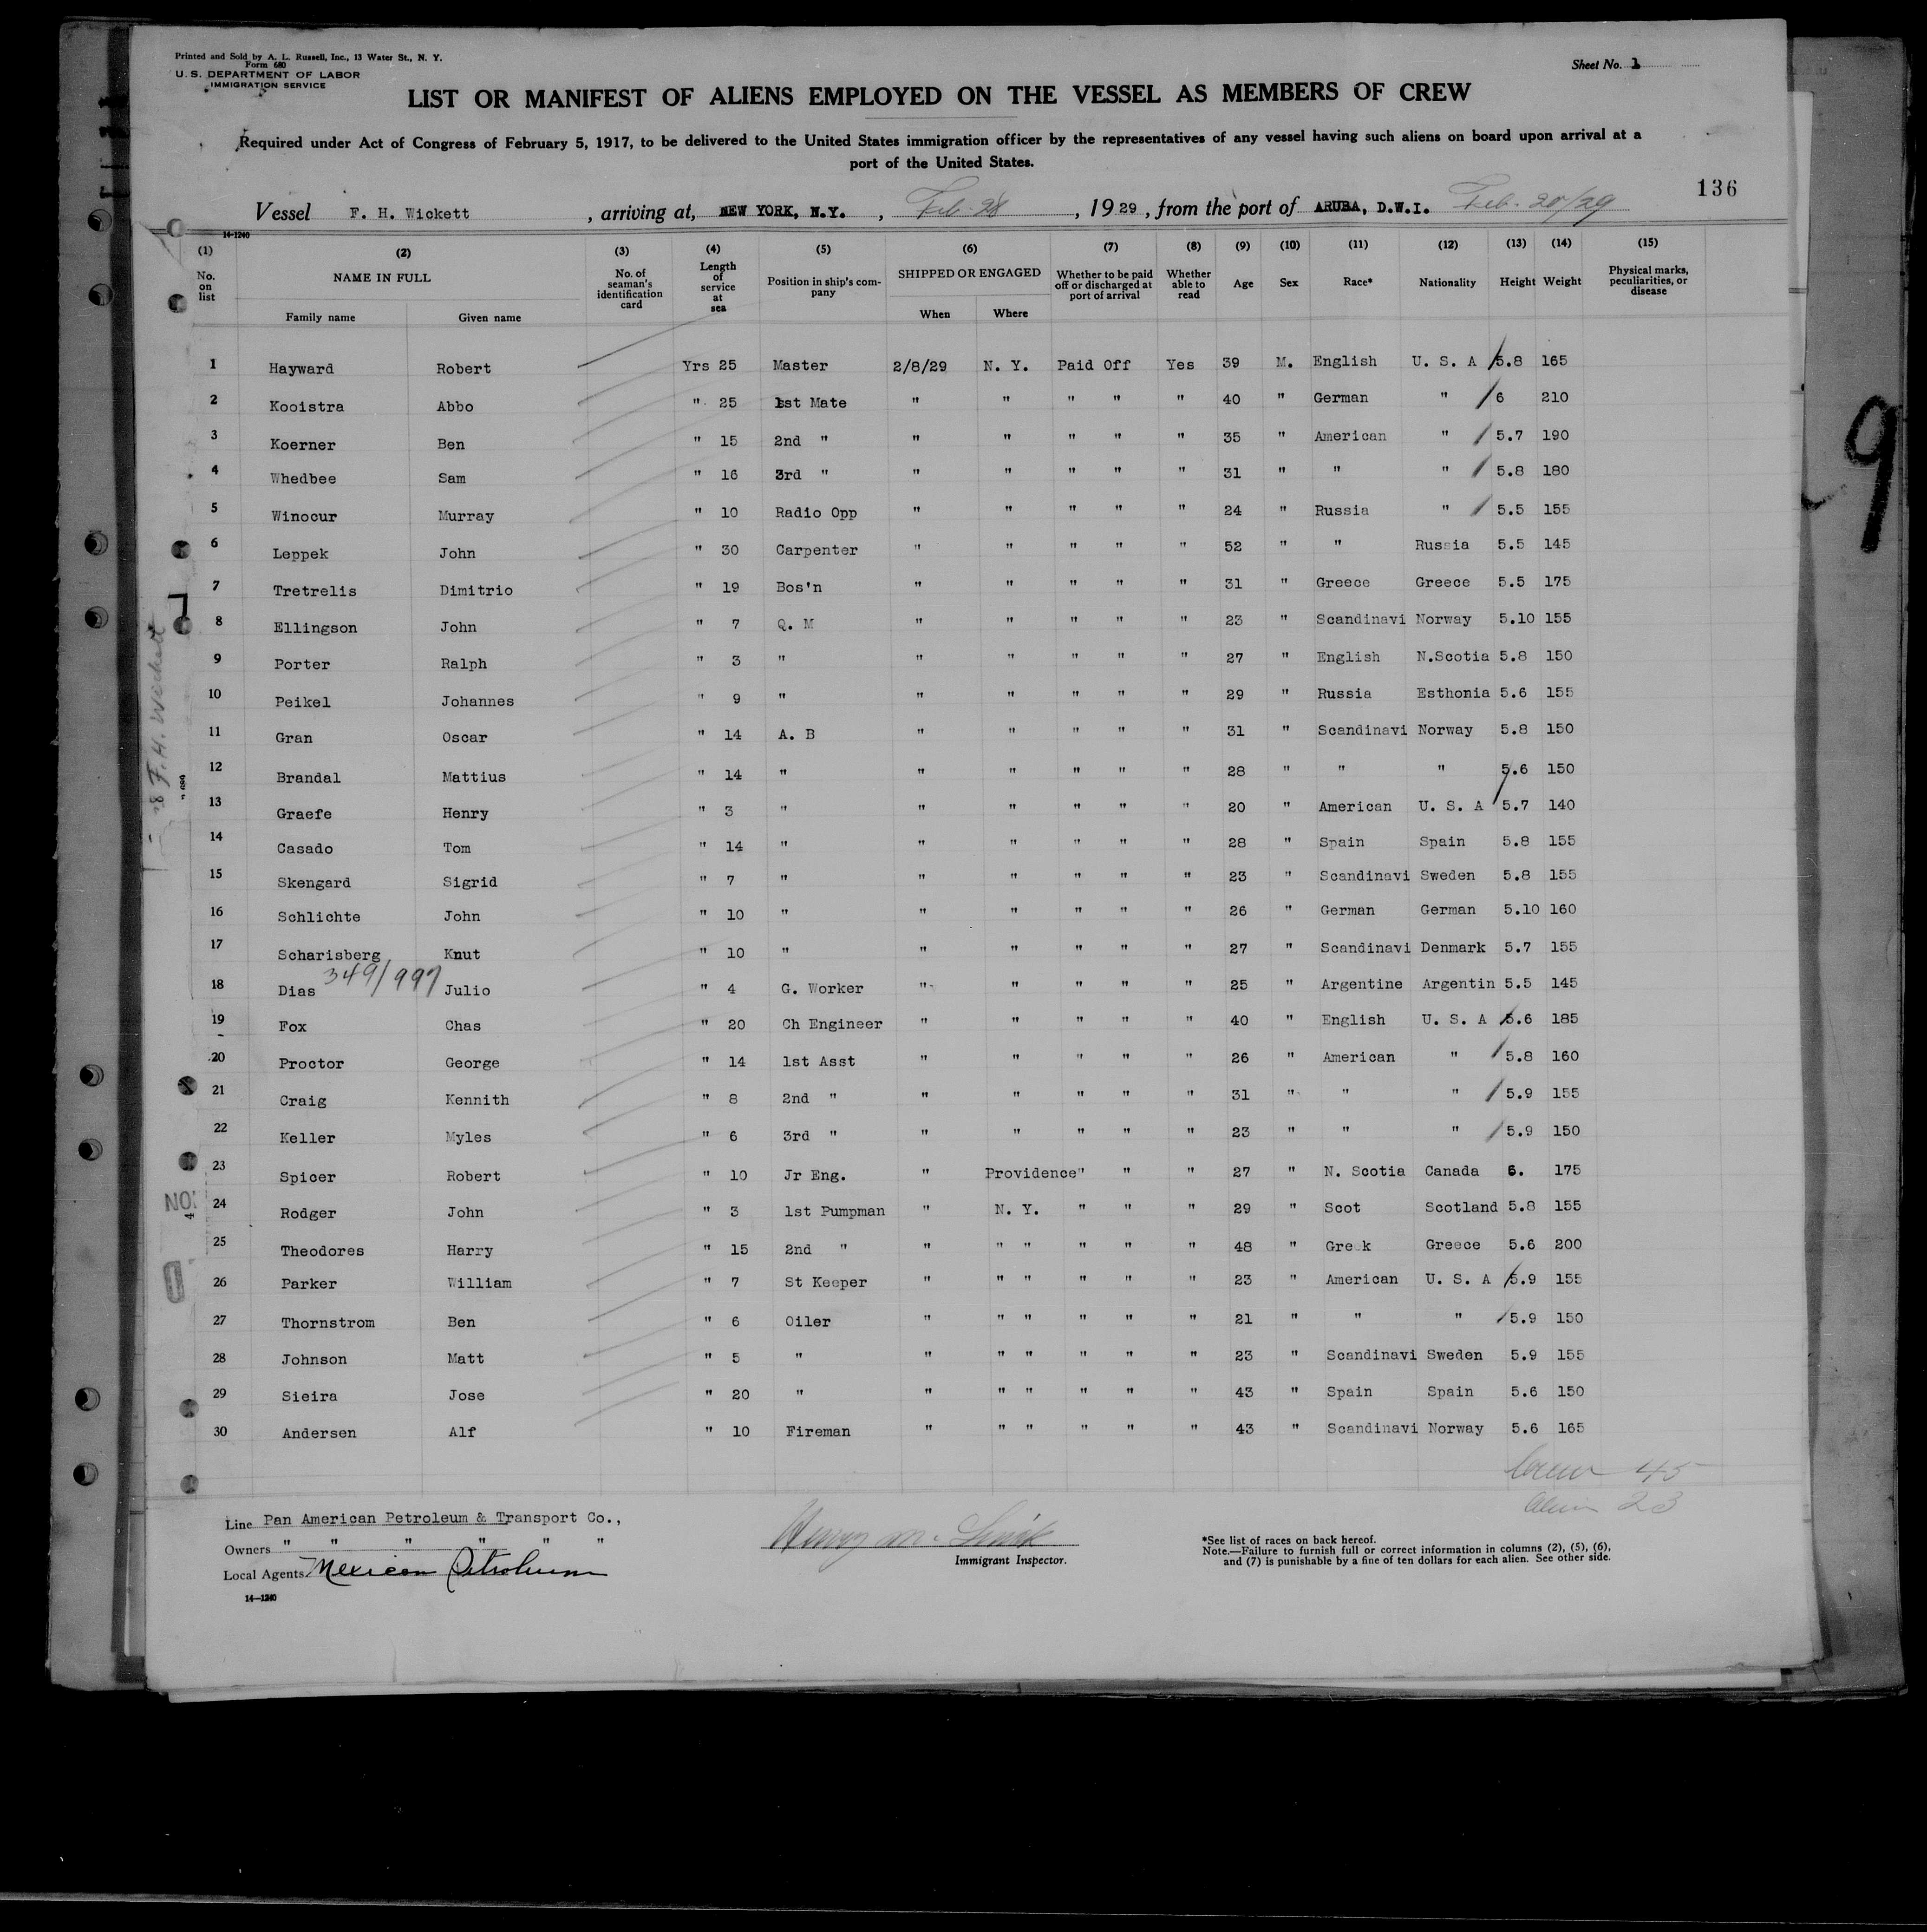 Printed and Sold by A. L. Russell, Inc., 13 Water St., N. Y.
Form 680
U. S. DEPARTMENT OF LABOR
IMMIGRATION SERVICE
Sheet No. 1
LIST OR MANIFEST OF ALIENS EMPLOYED ON THE VESSEL AS MEMBERS OF CREW
Required under Act of Congress of February 5, 1917, to be delivered to the United States immigration officer by the representatives of any vessel having such aliens on board upon arrival at a
port of the United States.
136
Vessel F. H. Wickett, arriving at, NEW YORK, N.Y., Feb. 28, 1929, from the port of ARUBA, D.W.I. Feb. 20/29
14-1240
(1) (2) (3) (4) (5) (6) (7) (8) (9) (10) (11) (12) (13) (14) (15)
No. on list NAME IN FULL Family name Given name No. of seaman's identification card Length of service at sea Position in ship's company SHIPPED OR ENGAGED When Where Whether to be paid off or discharged at port of arrival Whether able to read Age Sex Race* Nationality Height Weight Physical marks, peculiarities, or disease
1 Hayward Robert Yrs 25 Master 2/8/29 N. Y. Paid Off Yes 39 M. English U. S. A 5.8 165
2 Kooistra Abbo " 25 1st Mate " " " " " 40 " German " 6 210
3 Koerner Ben " 15 2nd " " " " " " 35 " American " 5.7 190
4 Whedbee Sam " 16 3rd " " " " " " 31 " " " 5.8 180
5 Winocur Murray " 10 Radio Opp " " " " " 24 " Russia " 5.5 155
6 Leppek John " 30 Carpenter " " " " " 52 " " Russia 5.5 145
7 Tretrelis Dimitrio " 19 Bos'n " " " " " 31 " Greece Greece 5.5 175
8 Ellingson John " 7 Q. M " " " " " 23 " Scandinavi Norway 5.10 155
9 Porter Ralph " 3 " " " " " " 27 " English N.Scotia 5.8 150
10 Peikel Johannes " 9 " " " " " " 29 " Russia Esthonia 5.6 155
11 Gran Oscar " 14 A. B " " " " " 31 " Scandinavi Norway 5.8 150
12 Brandal Mattius " 14 " " " " " " 28 " " " 5.6 150
13 Graefe Henry " 3 " " " " " " 20 " American U. S. A 5.7 140
14 Casado Tom " 14 " " " " " " 28 " Spain Spain 5.8 155
15 Skengard Sigrid " 7 " " " " " " 23 " Scandinavi Sweden 5.8 155
16 Schlichte John " 10 " " " " " " 26 " German German 5.10 160
17 Scharisberg Knut " 10 " " " " " " 27 " Scandinavi Denmark 5.7 155
349/997
18 Dias Julio " 4 G. Worker " " " " " 25 " Argentine Argentin 5.5 145
19 Fox Chas " 20 Ch Engineer " " " " " 40 " English U. S. A 5.6 185
20 Proctor George " 14 1st Asst " " " " " 26 " American " 5.8 160
21 Craig Kennith " 8 2nd " " " " " " 31 " " " 5.9 155
22 Keller Myles " 6 3rd " " " " " " 23 " " " 5.9 150
23 Spicer Robert " 10 Jr Eng. " Providence " " " 27 " N. Scotia Canada 6. 175
24 Rodger John " 3 1st Pumpman " N. Y. " " " 29 " Scot Scotland 5.8 155
25 Theodores Harry " 15 2nd " " " " " " " 48 " Greek Greece 5.6 200
26 Parker William " 7 St Keeper " " " " " " 23 " American U. S. A 5.9 155
27 Thornstrom Ben " 6 Oiler " " " " " " 21 " " " 5.9 150
28 Johnson Matt " 5 " " " " " " " 23 " Scandinavi Sweden 5.9 155
29 Sieira Jose " 20 " " " " " " " 43 " Spain Spain 5.6 150
30 Andersen Alf " 10 Fireman " " " " " " 43 " Scandinavi Norway 5.6 165
Crew 45
Alien 23
Line Pan American Petroleum & Transport Co.,
Owners " " " " " "
Local Agents Mexican Petroleum
14-1240
Immigrant Inspector.
*See list of races on back hereof.
Note.—Failure to furnish full or correct information in columns (2), (5), (6),
and (7) is punishable by a fine of ten dollars for each alien. See other side.
F. H. Wickett
NO.
9